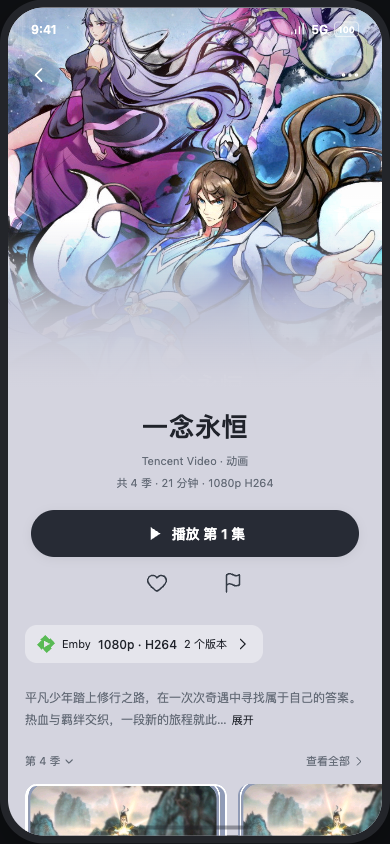 9:41
5G 100
一念永恒
Tencent Video · 动画
共 4 季 · 21 分钟 · 1080p H264
播放 第 1 集
Emby 1080p · H264 2 个版本
平凡少年踏上修行之路，在一次次奇遇中寻找属于自己的答案。
热血与羁绊交织，一段新的旅程就此... 展开
第 4 季
查看全部